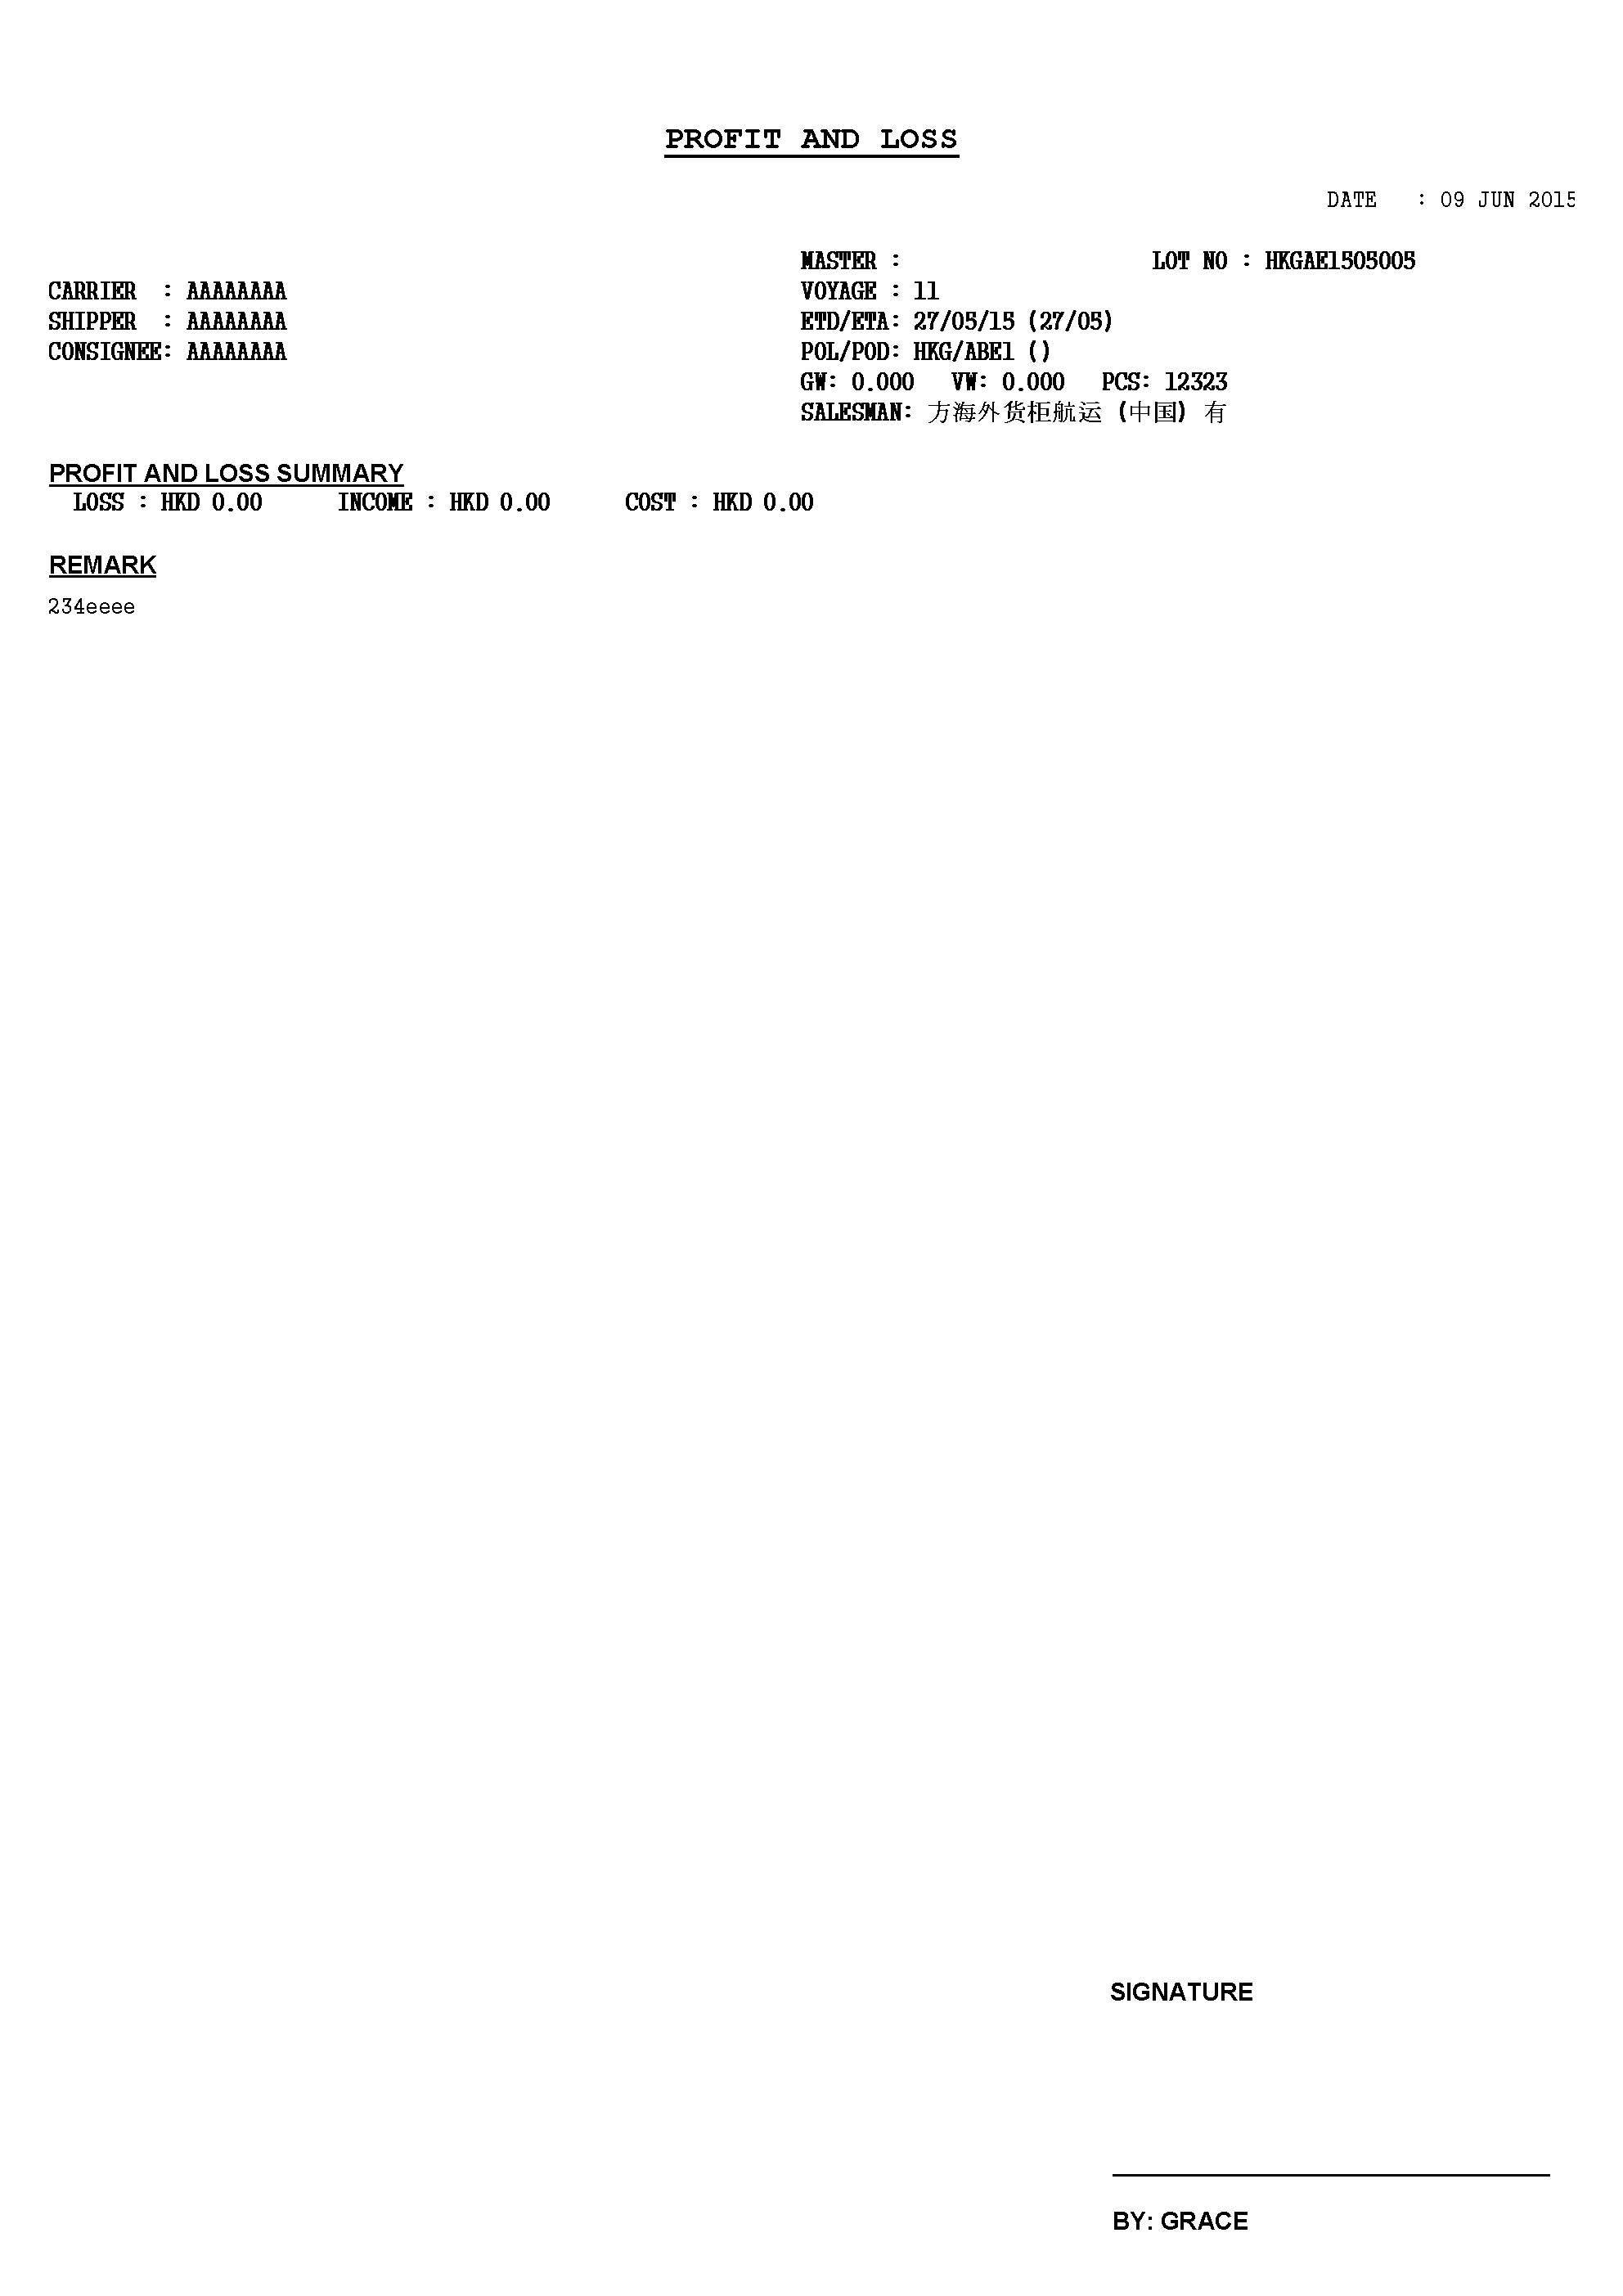 PROFIT AND LOSS
DATE : 09 JUN 2015
MASTER : LOT NO : HKGAE1505005
CARRIER : AAAAAAAA VOYAGE : 11
SHIPPER : AAAAAAAA ETD/ETA: 27/05/15 (27/05)
CONSIGNEE: AAAAAAAA POL/POD: HKG/ABE1 ()
GW: 0.000 VW: 0.000 PCS: 12323
SALESMAN: 方海外货柜航运 (中国) 有
PROFIT AND LOSS SUMMARY
LOSS : HKD 0.00 INCOME : HKD 0.00 COST : HKD 0.00
REMARK
234eeee
SIGNATURE
BY: GRACE